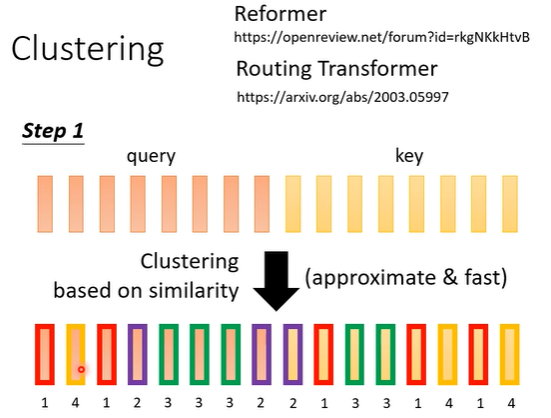 Clustering
Reformer
https://openreview.net/forum?id=rkgNKkHtvB
Routing Transformer
https://arxiv.org/abs/2003.05997
Step 1
query key
Clustering
based on similarity
(approximate & fast)
1 4 1 2 3 3 3 2 2 1 3 3 1 4 1 4